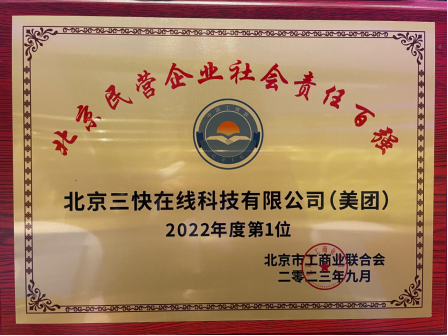 北京民营企业社会责任百强
北京三快在线科技有限公司(美团)
2022年度第1位
北京市工商业联合会
二零二三年九月